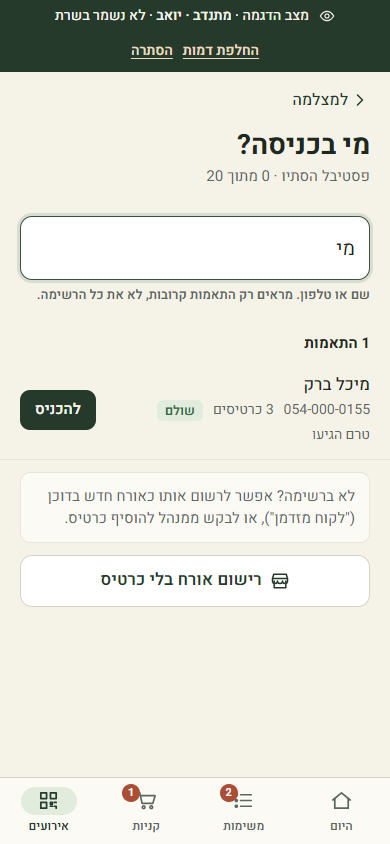 מצב הדגמה · מתנדב · יואב · לא נשמר בשרת
החלפת דמות הסתרה
למצלמה
מי בכניסה?
פסטיבל הסתיו · 0 מתוך 20
מי
שם או טלפון. מראים רק התאמות קרובות, לא את כל הרשימה.
1 התאמות
מיכל ברק
054-000-0155 3 כרטיסים שולם
טרם הגיעו
להכניס
לא ברשימה? אפשר לרשום אותו כאורח חדש בדוכן
("לקוח מזדמן"), או לבקש ממנהל להוסיף כרטיס.
רישום אורח בלי כרטיס
היום
2 משימות
1 קניות
אירועים